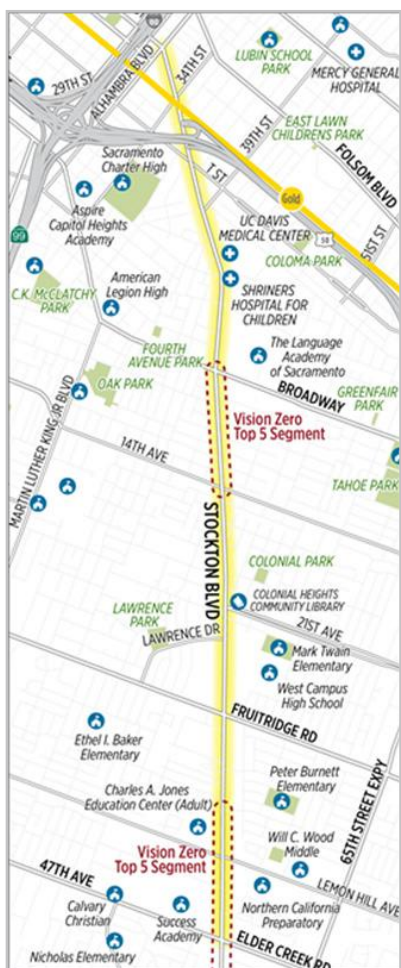 80
LUBIN SCHOOL
PARK
MERCY GENERAL
HOSPITAL
ALHAMBRA BLVD
34TH ST
29TH ST
39TH ST
EAST LAWN
CHILDRENS PARK
FOLSOM BLVD
Sacramento
Charter High
T ST
Gold
Aspire
Capitol Heights
Academy
UC DAVIS
MEDICAL CENTER
50
51ST ST
99
COLOMA PARK
C.K. McCLATCHY
PARK
American
Legion High
SHRINERS
HOSPITAL FOR
CHILDREN
FOURTH
AVENUE PARK
The Language
Academy
of Sacramento
OAK PARK
BROADWAY
GREENFAIR
PARK
MARTIN LUTHER KING JR BLVD
Vision Zero
Top 5 Segment
14TH AVE
TAHOE PARK
STOCKTON BLVD
COLONIAL PARK
COLONIAL HEIGHTS
COMMUNITY LIBRARY
LAWRENCE
PARK
LAWRENCE DR
21ST AVE
Mark Twain
Elementary
West Campus
High School
FRUITRIDGE RD
Ethel I. Baker
Elementary
65TH STREET EXPY
Charles A. Jones
Education Center (Adult)
Peter Burnett
Elementary
Vision Zero
Top 5 Segment
Will C. Wood
Middle
47TH AVE
LEMON HILL AVE
Calvary
Christian
Success
Academy
Northern California
Preparatory
Nicholas Elementary
ELDER CREEK RD